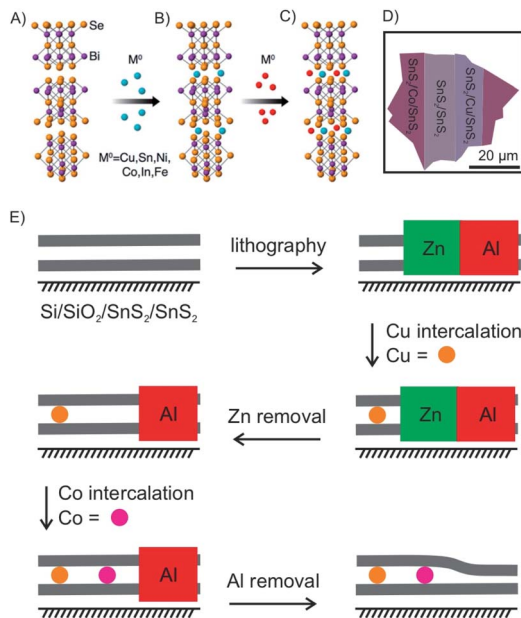 A)
Se
Bi
M⁰
M⁰=Cu,Sn,Ni,
Co,In,Fe
B)
M⁰
C)
D)
SnS₂/Co/SnS₂
SnS₂/SnS₂
SnS₂/Cu/SnS₂
20 µm
E)
Si/SiO₂/SnS₂/SnS₂
lithography
Zn Al
Cu intercalation
Cu =
Zn Al
Zn removal
Al
Co intercalation
Co =
Al
Al removal